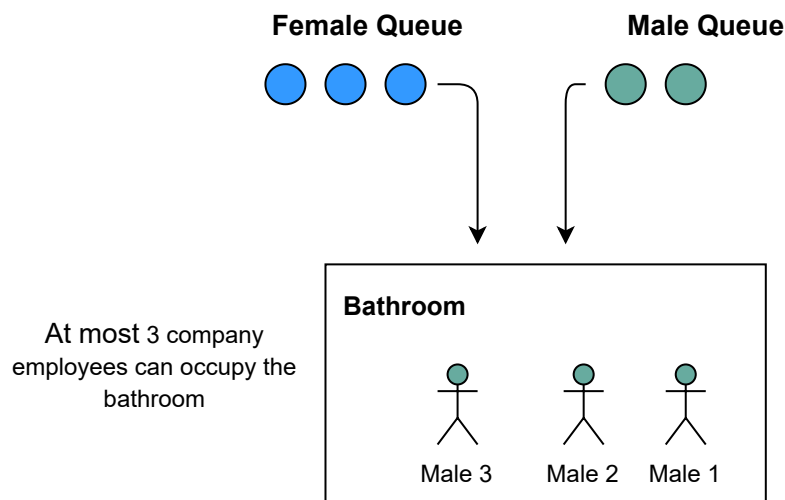 Female Queue
Male Queue
Bathroom
At most 3 company
employees can occupy the
bathroom
Male 3
Male 2
Male 1